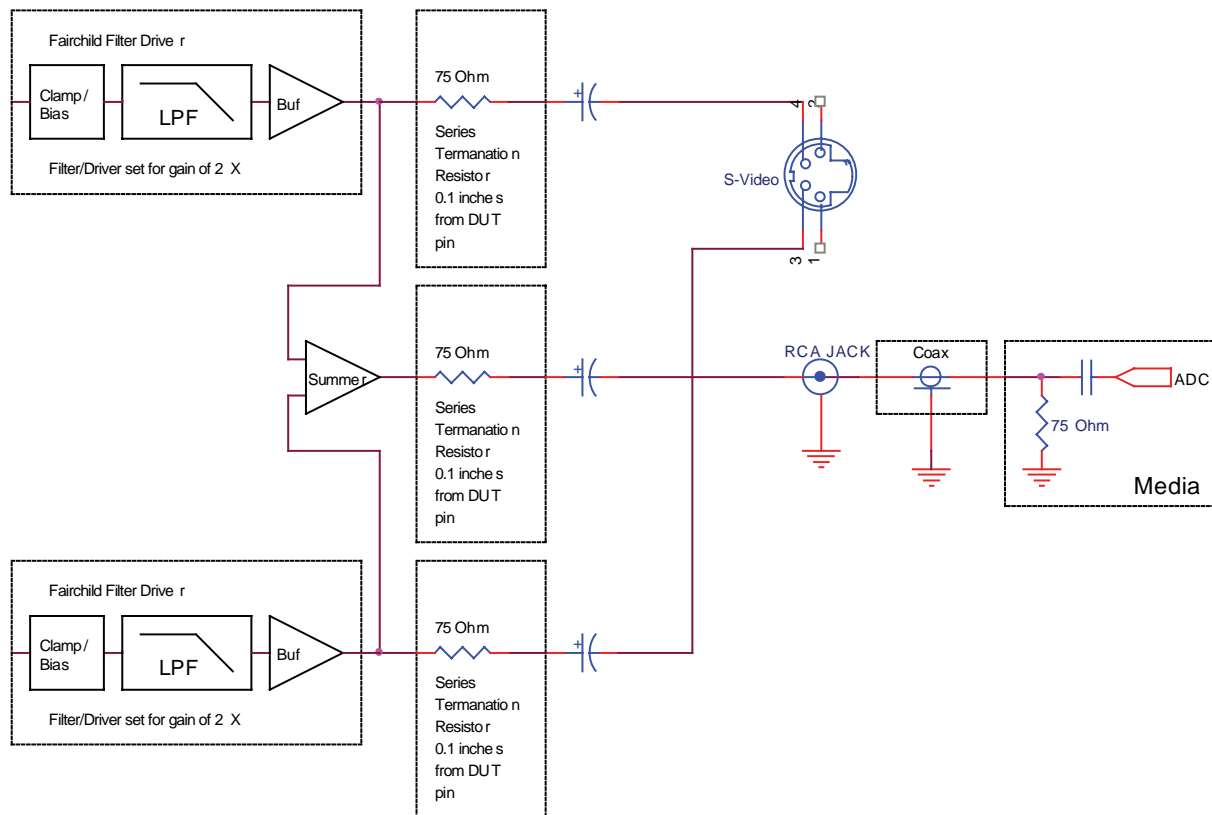 Fairchild Filter Drive r
Clamp /
Bias
LPF
Buf
Filter/Driver set for gain of 2 X
75 Ohm
Series
Termanatio n
Resisto r
0.1 inche s
from DU T
pin
+
4
2
S-Video
3
1
Summe r
75 Ohm
Series
Termanatio n
Resisto r
0.1 inche s
from DU T
pin
+
RCA JACK
Coax
ADC
75 Ohm
Media
Fairchild Filter Drive r
Clamp /
Bias
LPF
Buf
Filter/Driver set for gain of 2 X
75 Ohm
Series
Termanatio n
Resisto r
0.1 inche s
from DU T
pin
+